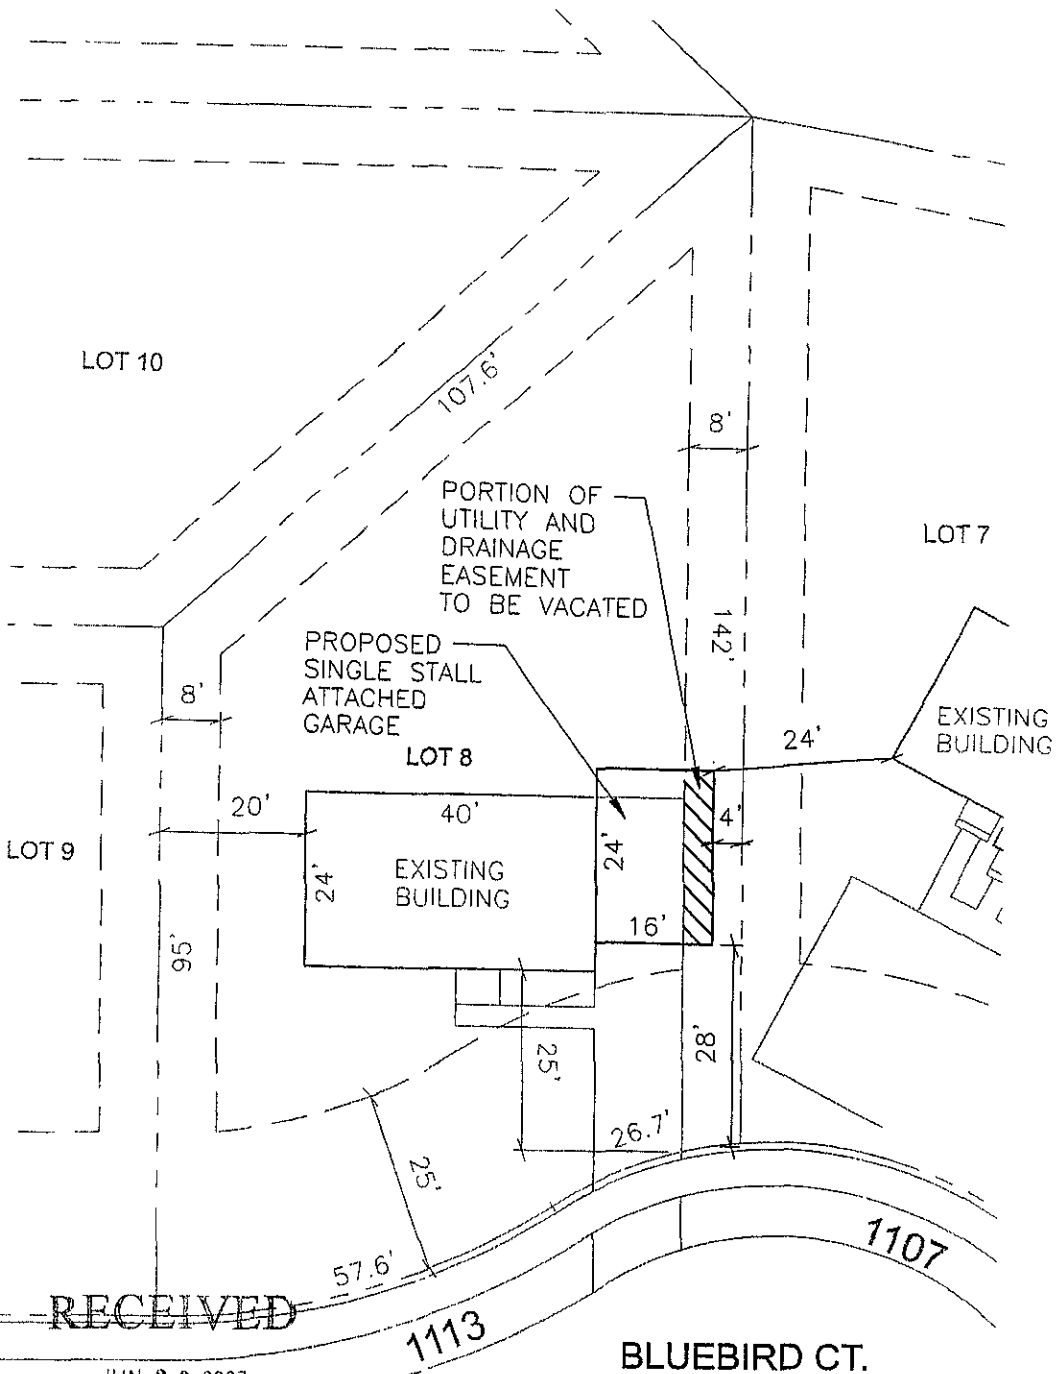 LOT 10
107.6'
8'
PORTION OF
UTILITY AND
DRAINAGE
EASEMENT
TO BE VACATED
LOT 7
142'
PROPOSED
SINGLE STALL
ATTACHED
GARAGE
8'
LOT 8
24'
EXISTING
BUILDING
20'
40'
4'
LOT 9
24'
EXISTING
BUILDING
24'
16'
95'
28'
25'
26.7'
25'
57.6'
1107
RECEIVED
1113
BLUEBIRD CT.